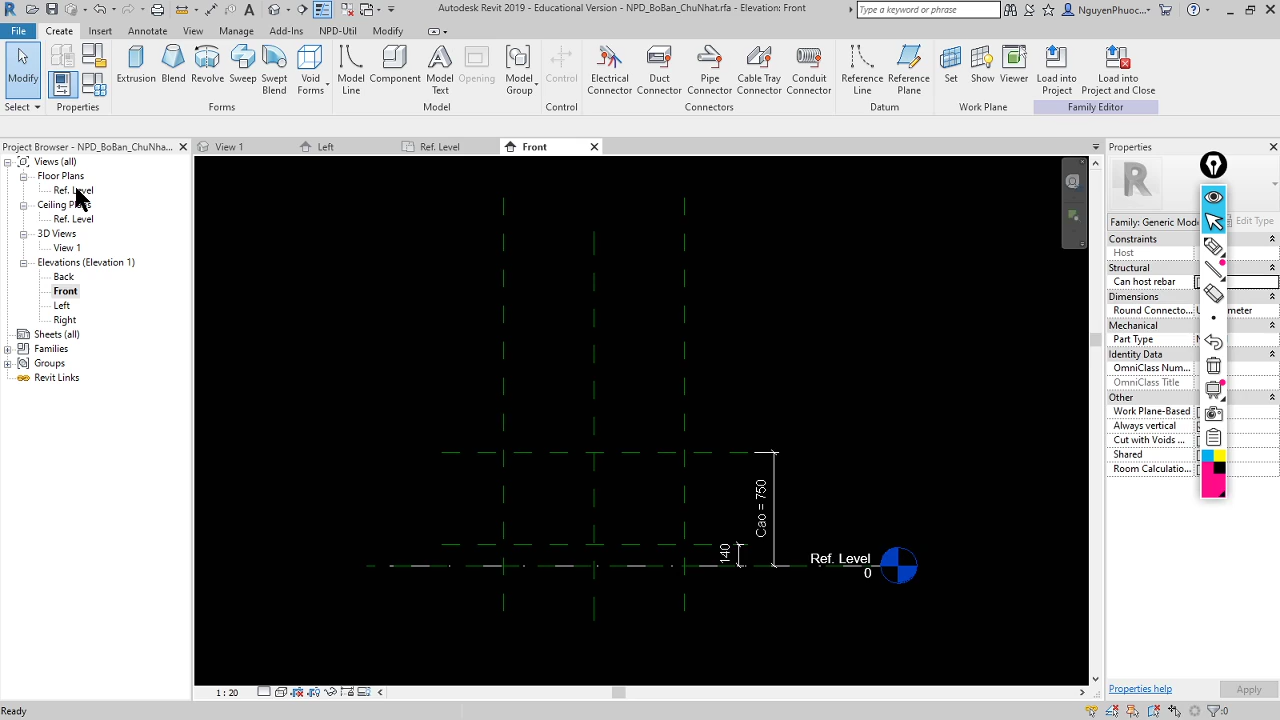 Autodesk Revit 2019 - Educational Version - NPD_BoBan_ChuNhat.rfa - Elevation: Front
Type a keyword or phrase
NguyenPhuoc...
File Create Insert Annotate View Manage Add-Ins NPD-Util Modify
Modify
Extrusion Blend Revolve Sweep Swept Blend Void Forms
Model Line Component Model Text Opening Model Group
Control
Electrical Connector Duct Connector Pipe Connector Cable Tray Connector Conduit Connector
Reference Line Reference Plane
Set Show Viewer
Load into Project Load into Project and Close
Select Properties Forms Model Control Connectors Datum Work Plane Family Editor
Project Browser - NPD_BoBan_ChuNha...
View 1 Left Ref. Level Front
Properties
Views (all)
Floor Plans
Ref. Level
Ceiling
Ref. Level
3D Views
View 1
Elevations (Elevation 1)
Back
Front
Left
Right
Sheets (all)
Families
Groups
Revit Links
Cao = 750
140
Ref. Level
0
Family: Generic Mode
Edit Type
Constraints
Host
Structural
Can host rebar
Dimensions
Round Connecto...
Mechanical
Part Type
Identity Data
OmniClass Num...
OmniClass Title
Other
Work Plane-Based
Always vertical
Cut with Voids ...
Shared
Room Calculatio...
Properties help
Apply
1 : 20
Ready
:0